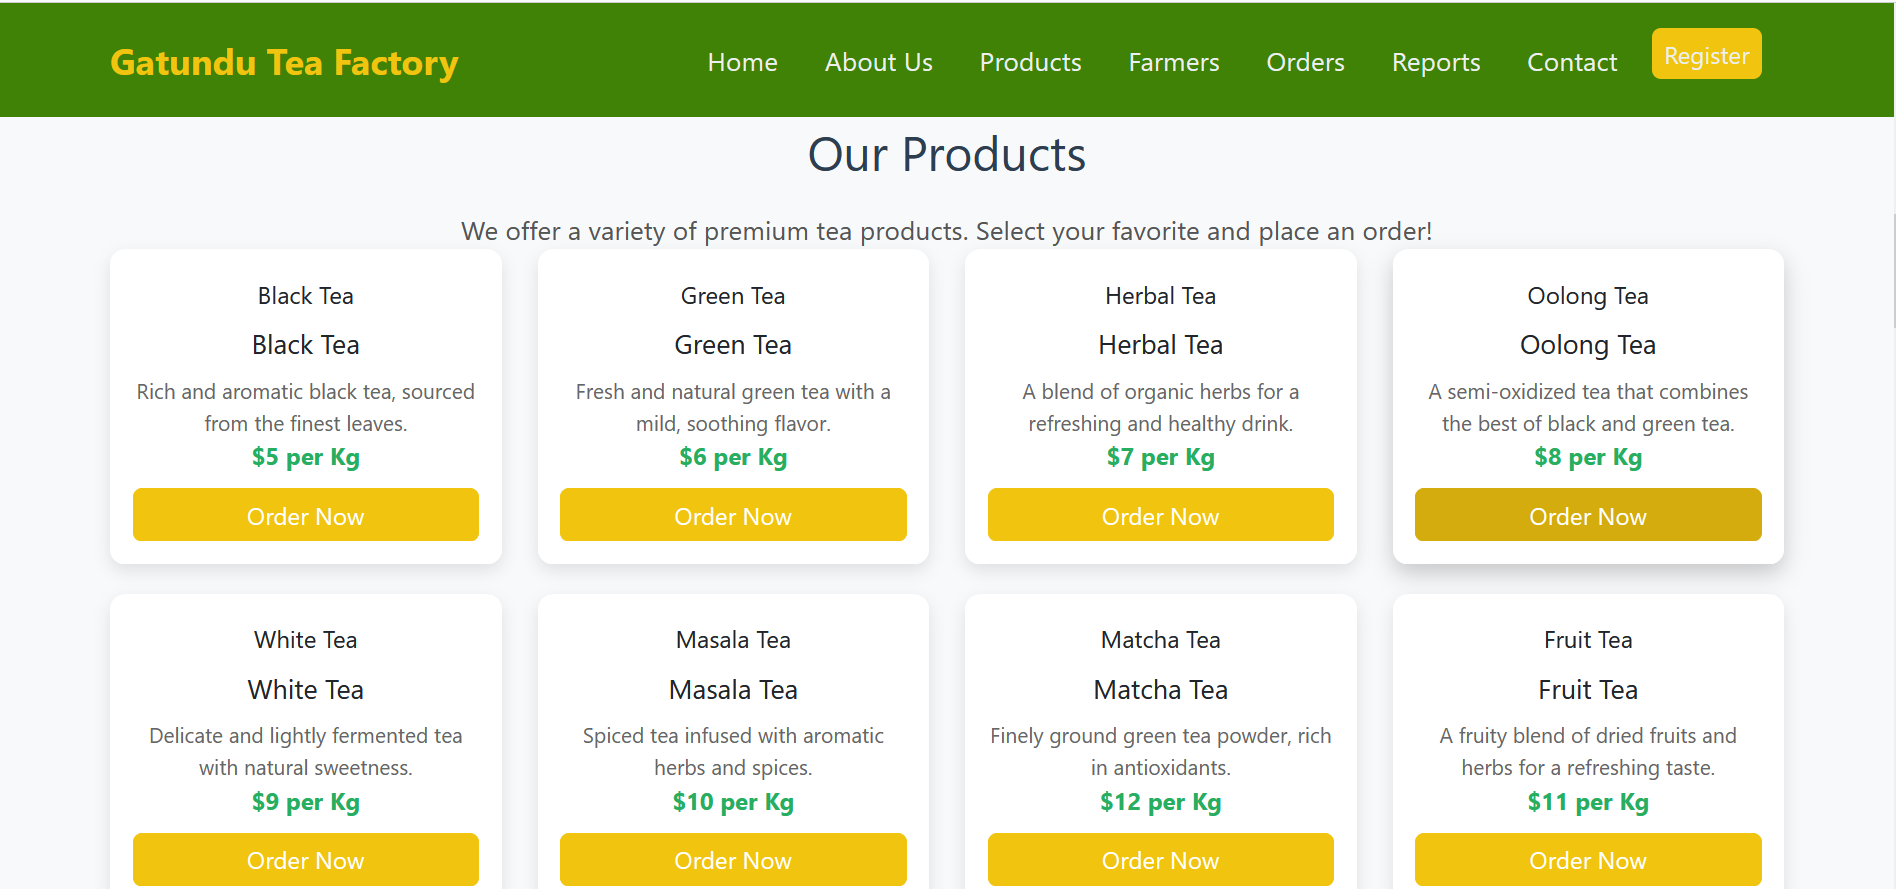 Gatundu Tea Factory
Home
About Us
Products
Farmers
Orders
Reports
Contact
Register
Our Products
We offer a variety of premium tea products. Select your favorite and place an order!
Black Tea
Black Tea
Rich and aromatic black tea, sourced
from the finest leaves.
$5 per Kg
Order Now
Green Tea
Green Tea
Fresh and natural green tea with a
mild, soothing flavor.
$6 per Kg
Order Now
Herbal Tea
Herbal Tea
A blend of organic herbs for a
refreshing and healthy drink.
$7 per Kg
Order Now
Oolong Tea
Oolong Tea
A semi-oxidized tea that combines
the best of black and green tea.
$8 per Kg
Order Now
White Tea
White Tea
Delicate and lightly fermented tea
with natural sweetness.
$9 per Kg
Order Now
Masala Tea
Masala Tea
Spiced tea infused with aromatic
herbs and spices.
$10 per Kg
Order Now
Matcha Tea
Matcha Tea
Finely ground green tea powder, rich
in antioxidants.
$12 per Kg
Order Now
Fruit Tea
Fruit Tea
A fruity blend of dried fruits and
herbs for a refreshing taste.
$11 per Kg
Order Now